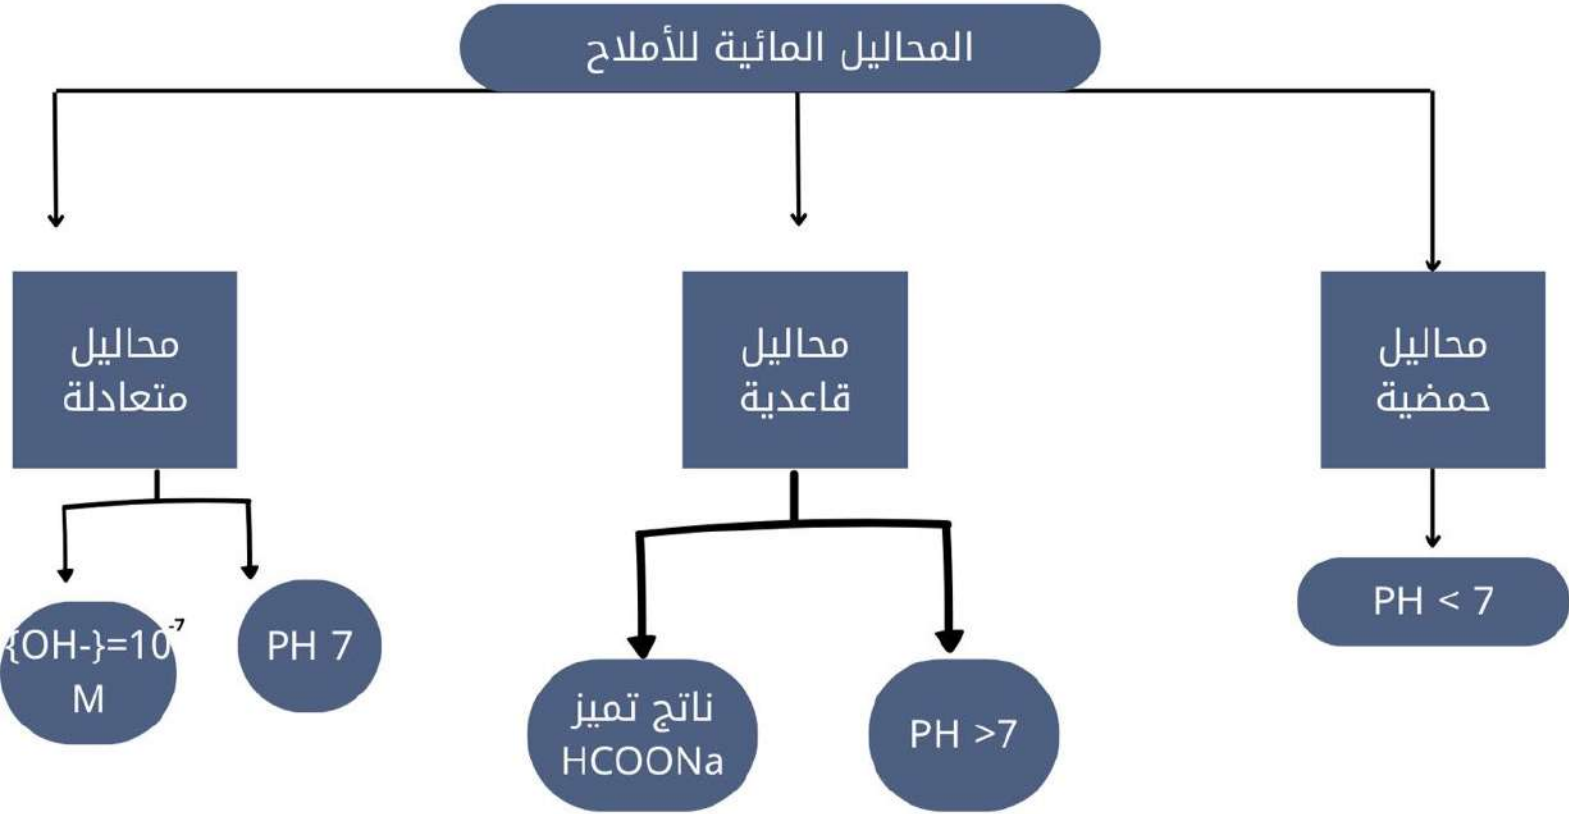 المحاليل المائية للأملاح
محاليل
حمضية
محاليل
قاعدية
محاليل
متعادلة
PH < 7
PH >7
ناتج تميز
HCOONa
PH 7
{OH-}=10⁻⁷
M